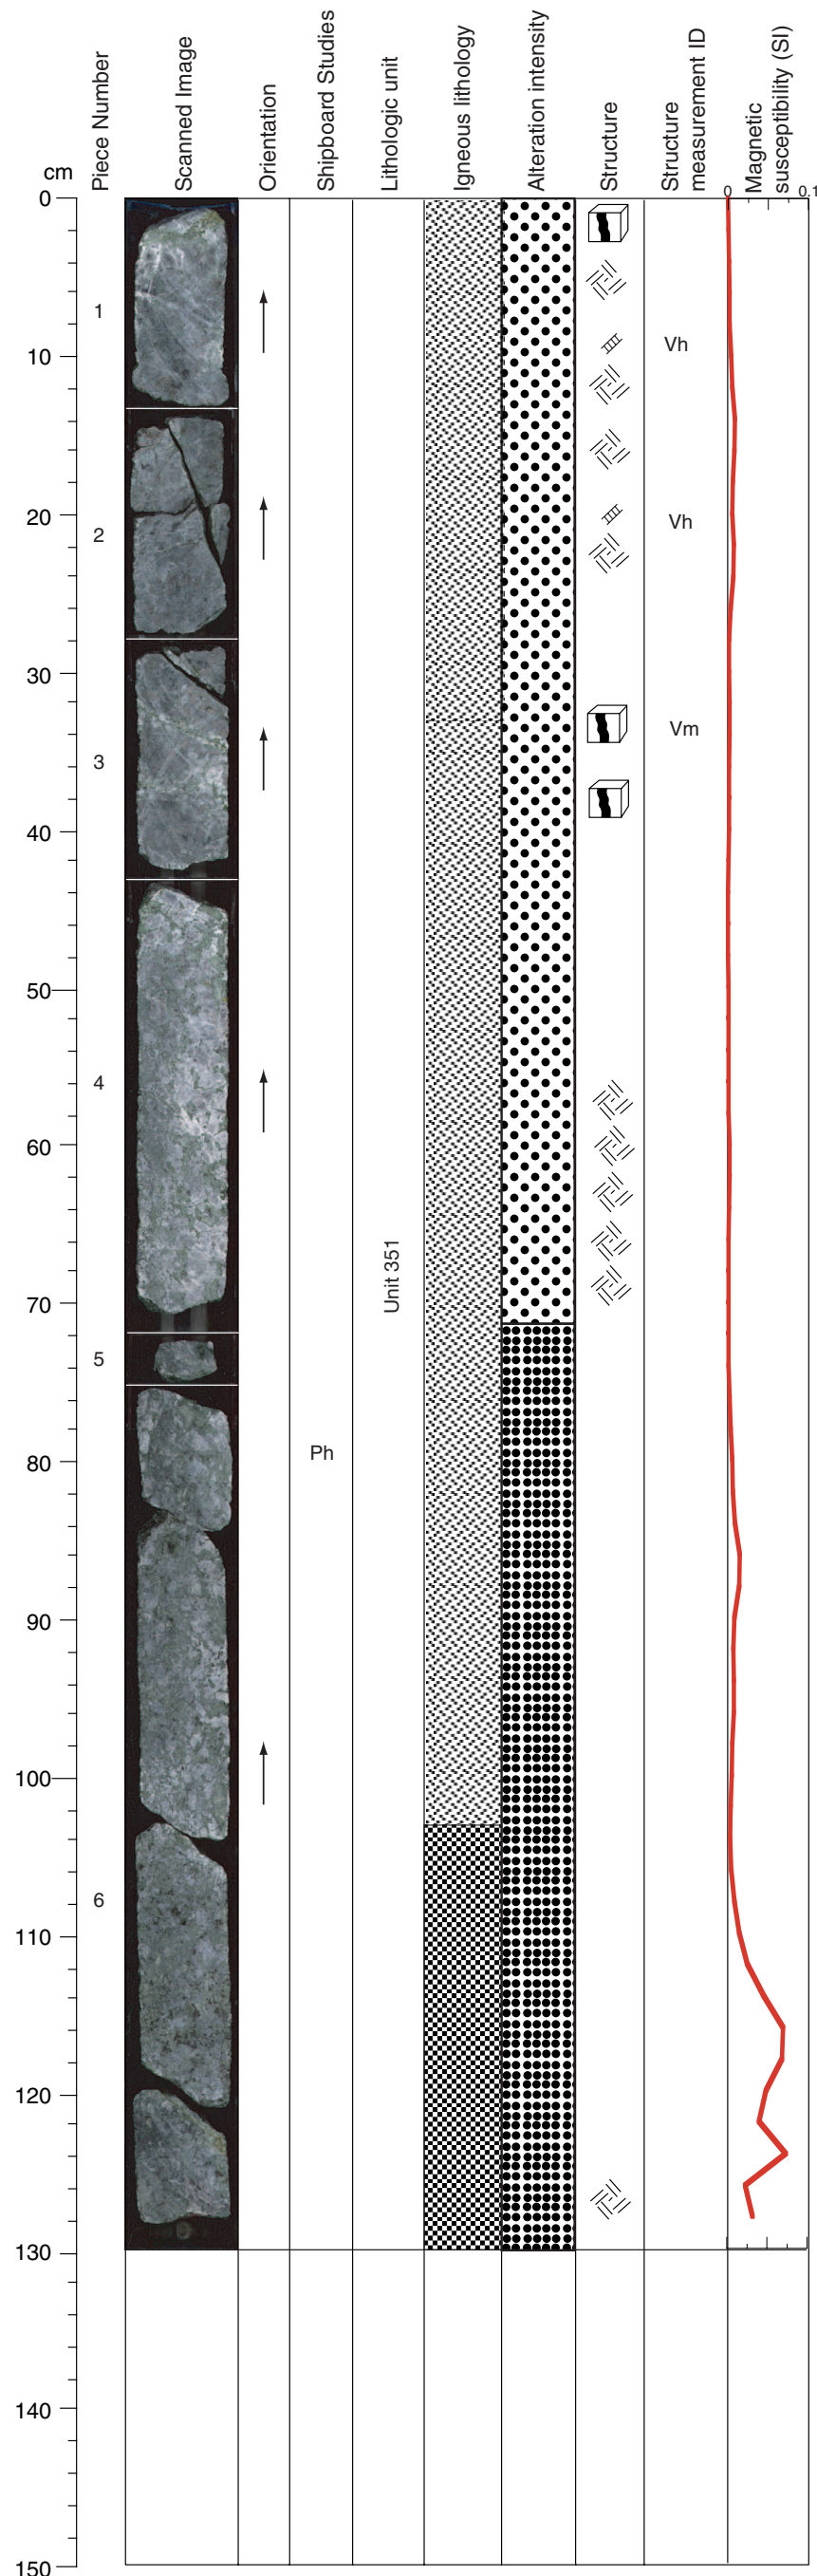 cm
Piece Number
Scanned Image
Orientation
Shipboard Studies
Lithologic unit
Igneous lithology
Alteration intensity
Structure
Structure
measurement ID
Magnetic
susceptibility (SI)
0
0.1
0
1
Vh
10
20
2
Vh
30
Vm
3
40
50
4
60
Unit 351
70
5
Ph
80
90
100
6
110
120
130
140
150